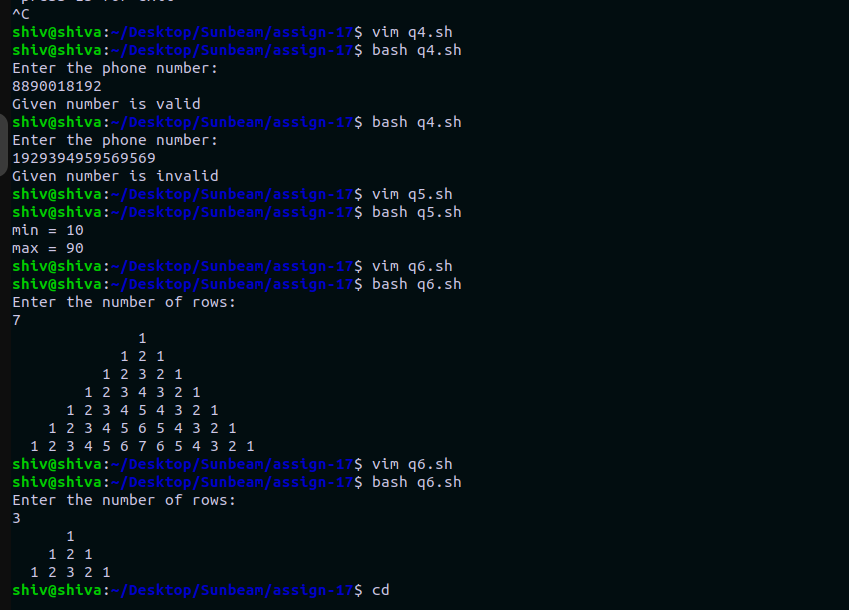 ^C
shiv@shiva:~/Desktop/Sunbeam/assign-17$ vim q4.sh
shiv@shiva:~/Desktop/Sunbeam/assign-17$ bash q4.sh
Enter the phone number:
8890018192
Given number is valid
shiv@shiva:~/Desktop/Sunbeam/assign-17$ bash q4.sh
Enter the phone number:
1929394959569569
Given number is invalid
shiv@shiva:~/Desktop/Sunbeam/assign-17$ vim q5.sh
shiv@shiva:~/Desktop/Sunbeam/assign-17$ bash q5.sh
min = 10
max = 90
shiv@shiva:~/Desktop/Sunbeam/assign-17$ vim q6.sh
shiv@shiva:~/Desktop/Sunbeam/assign-17$ bash q6.sh
Enter the number of rows:
7
              1
            1 2 1
          1 2 3 2 1
        1 2 3 4 3 2 1
      1 2 3 4 5 4 3 2 1
    1 2 3 4 5 6 5 4 3 2 1
  1 2 3 4 5 6 7 6 5 4 3 2 1
shiv@shiva:~/Desktop/Sunbeam/assign-17$ vim q6.sh
shiv@shiva:~/Desktop/Sunbeam/assign-17$ bash q6.sh
Enter the number of rows:
3
      1
    1 2 1
  1 2 3 2 1
shiv@shiva:~/Desktop/Sunbeam/assign-17$ cd